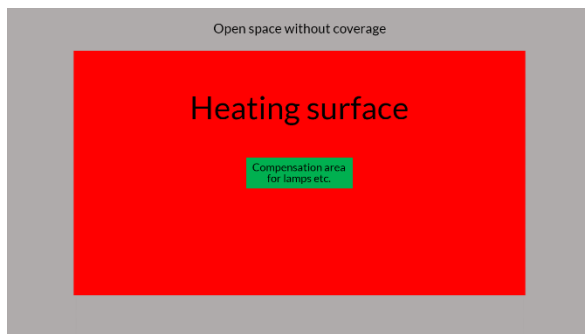 Open space without coverage
Heating surface
Compensation area
for lamps etc.